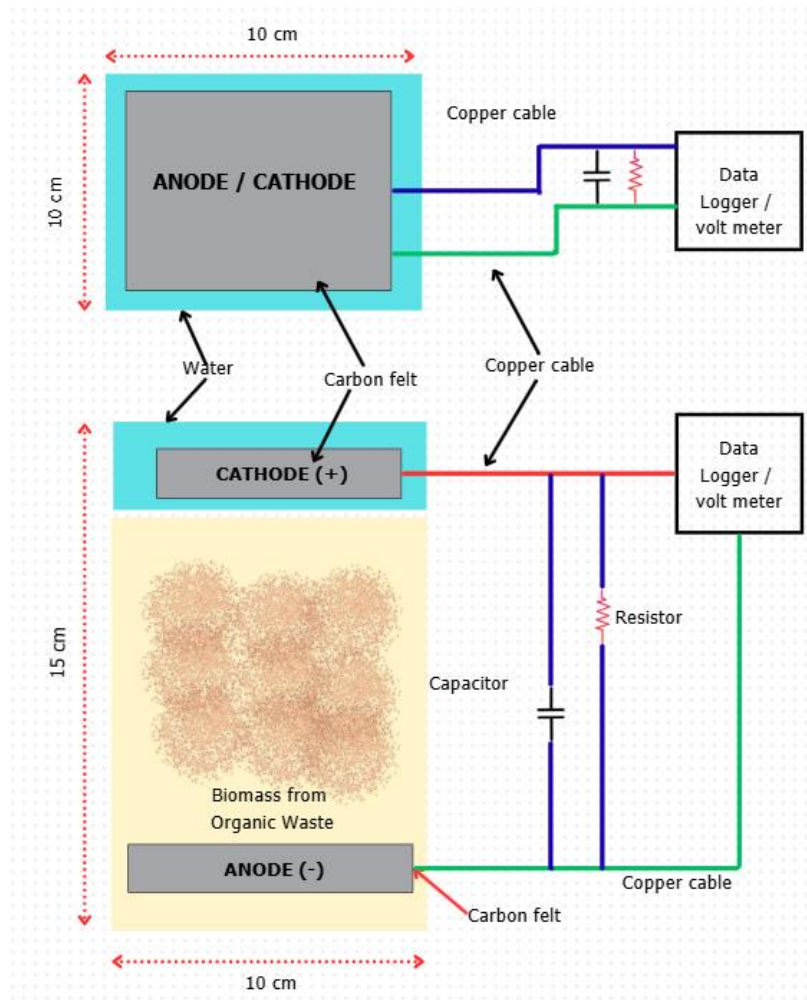 10 cm
10 cm
Copper cable
ANODE / CATHODE
Data
Logger /
volt meter
Water
Carbon felt
Copper cable
15 cm
CATHODE (+)
Data
Logger /
volt meter
Resistor
Capacitor
Biomass from
Organic Waste
ANODE (-)
Copper cable
Carbon felt
10 cm